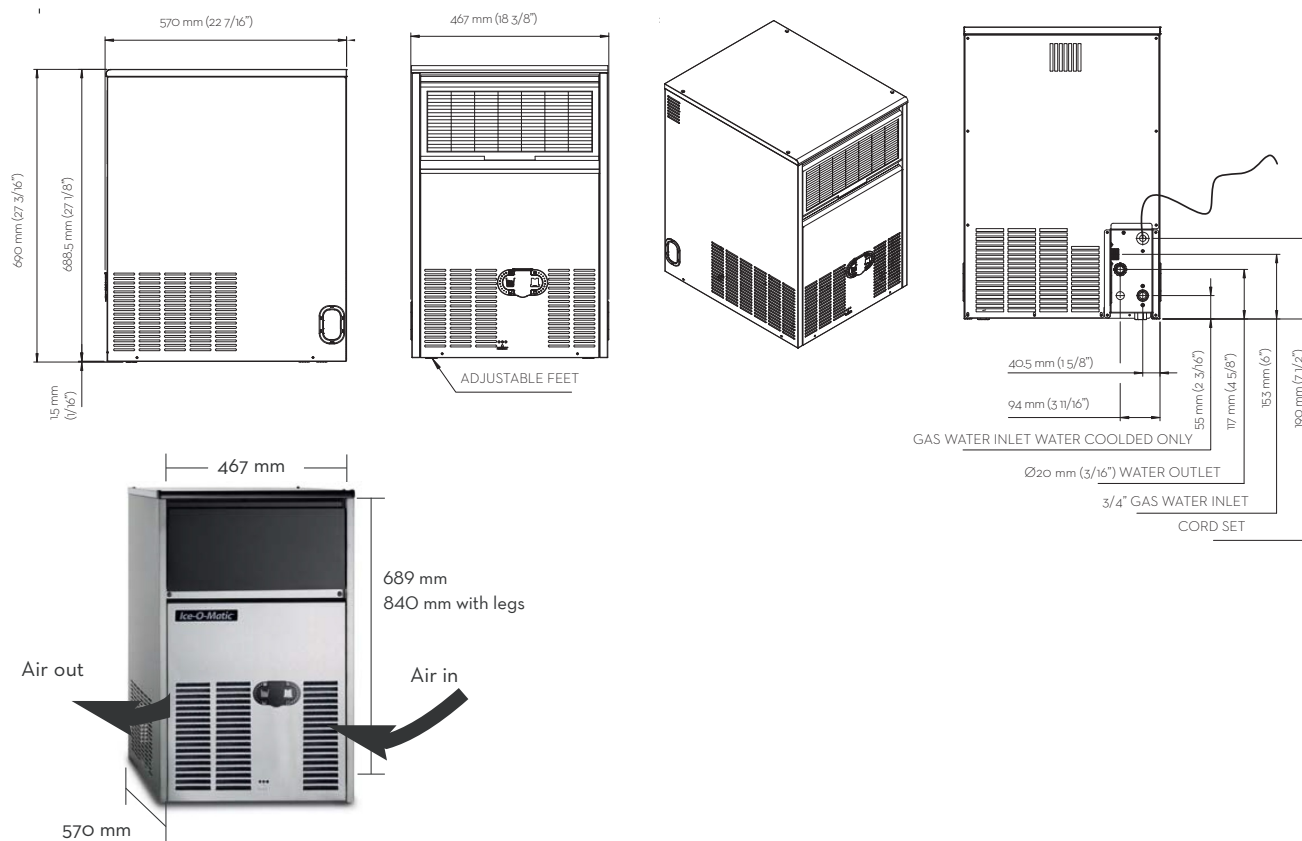 570 mm (22 7/16")
467 mm (18 3/8")
690 mm (27 3/16")
688.5 mm (27 1/8")
1.5 mm
(1/16")
ADJUSTABLE FEET
40.5 mm (1 5/8")
94 mm (3 11/16")
55 mm (2 3/16")
117 mm (4 5/8")
153 mm (6")
190 mm (7 1/2")
GAS WATER INLET WATER COOLDED ONLY
Ø20 mm (3/16") WATER OUTLET
3/4" GAS WATER INLET
CORD SET
467 mm
689 mm
840 mm with legs
Ice-O-Matic
Air out
Air in
570 mm